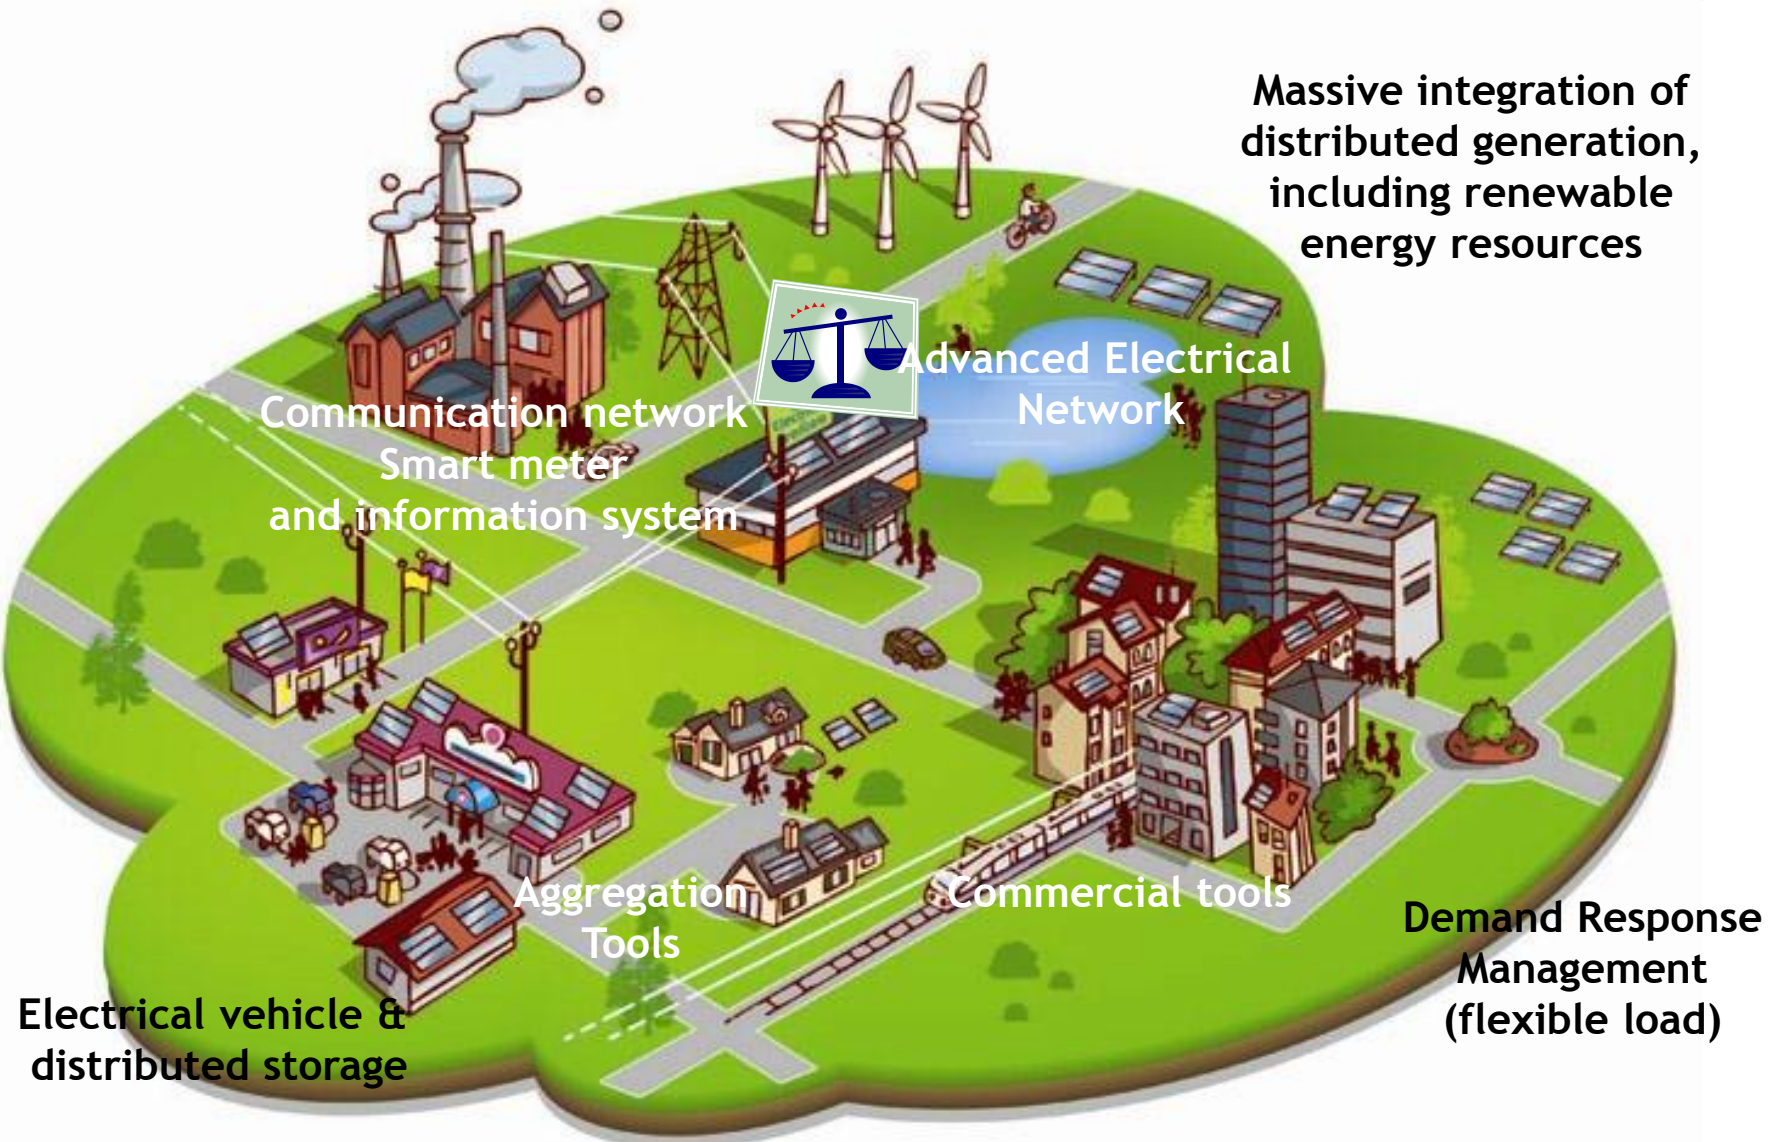 Massive integration of
distributed generation,
including renewable
energy resources
Advanced Electrical
Network
Communication network
Smart meter
and information system
Aggregation
Tools
Commercial tools
Demand Response
Management
(flexible load)
Electrical vehicle &
distributed storage